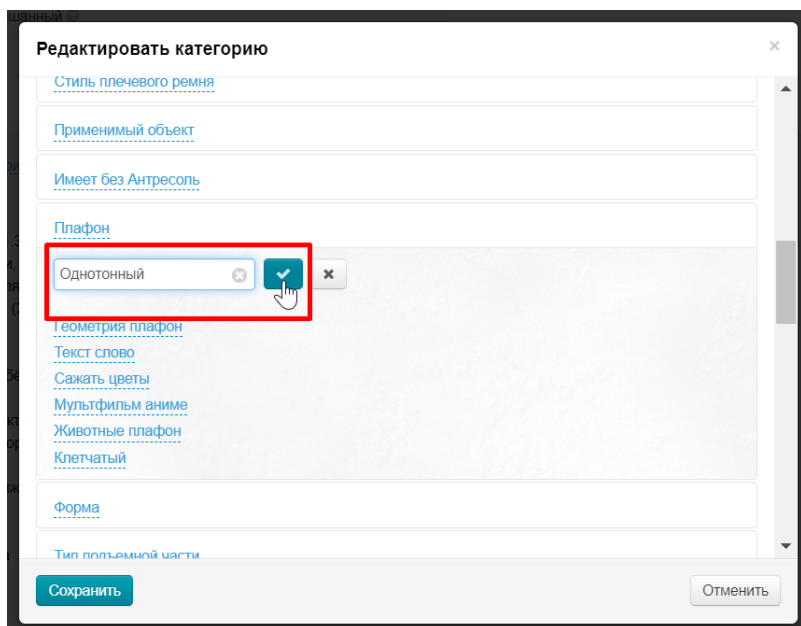 Редактировать категорию
×
Стиль плечевого ремня
Применимый объект
Имеет без Антресоль
Плафон
Однотонный
Геометрия плафон
Текст слово
Сажать цветы
Мультфильм аниме
Животные плафон
Клетчатый
Форма
Тип подъемной части
Сохранить
Отменить